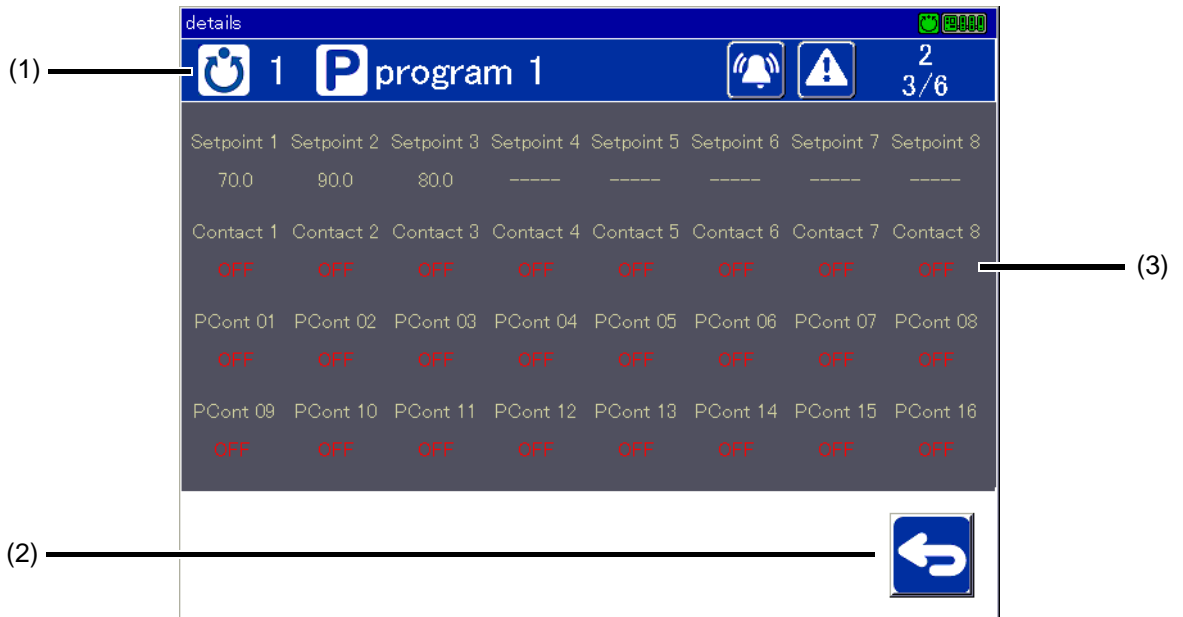 details
(1)
1 P program 1
2
3/6
Setpoint 1 Setpoint 2 Setpoint 3 Setpoint 4 Setpoint 5 Setpoint 6 Setpoint 7 Setpoint 8
70.0 90.0 80.0 ----- ----- ----- ----- -----
Contact 1 Contact 2 Contact 3 Contact 4 Contact 5 Contact 6 Contact 7 Contact 8
OFF OFF OFF OFF OFF OFF OFF OFF
(3)
PCont 01 PCont 02 PCont 03 PCont 04 PCont 05 PCont 06 PCont 07 PCont 08
OFF OFF OFF OFF OFF OFF OFF OFF
PCont 09 PCont 10 PCont 11 PCont 12 PCont 13 PCont 14 PCont 15 PCont 16
OFF OFF OFF OFF OFF OFF OFF OFF
(2)